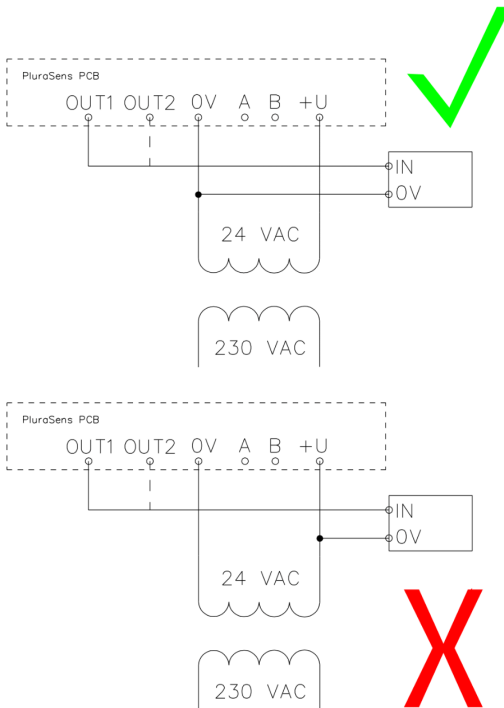 PluraSens PCB
OUT1 OUT2 0V A B +U
IN
0V
24 VAC
230 VAC
PluraSens PCB
OUT1 OUT2 0V A B +U
IN
0V
24 VAC
230 VAC